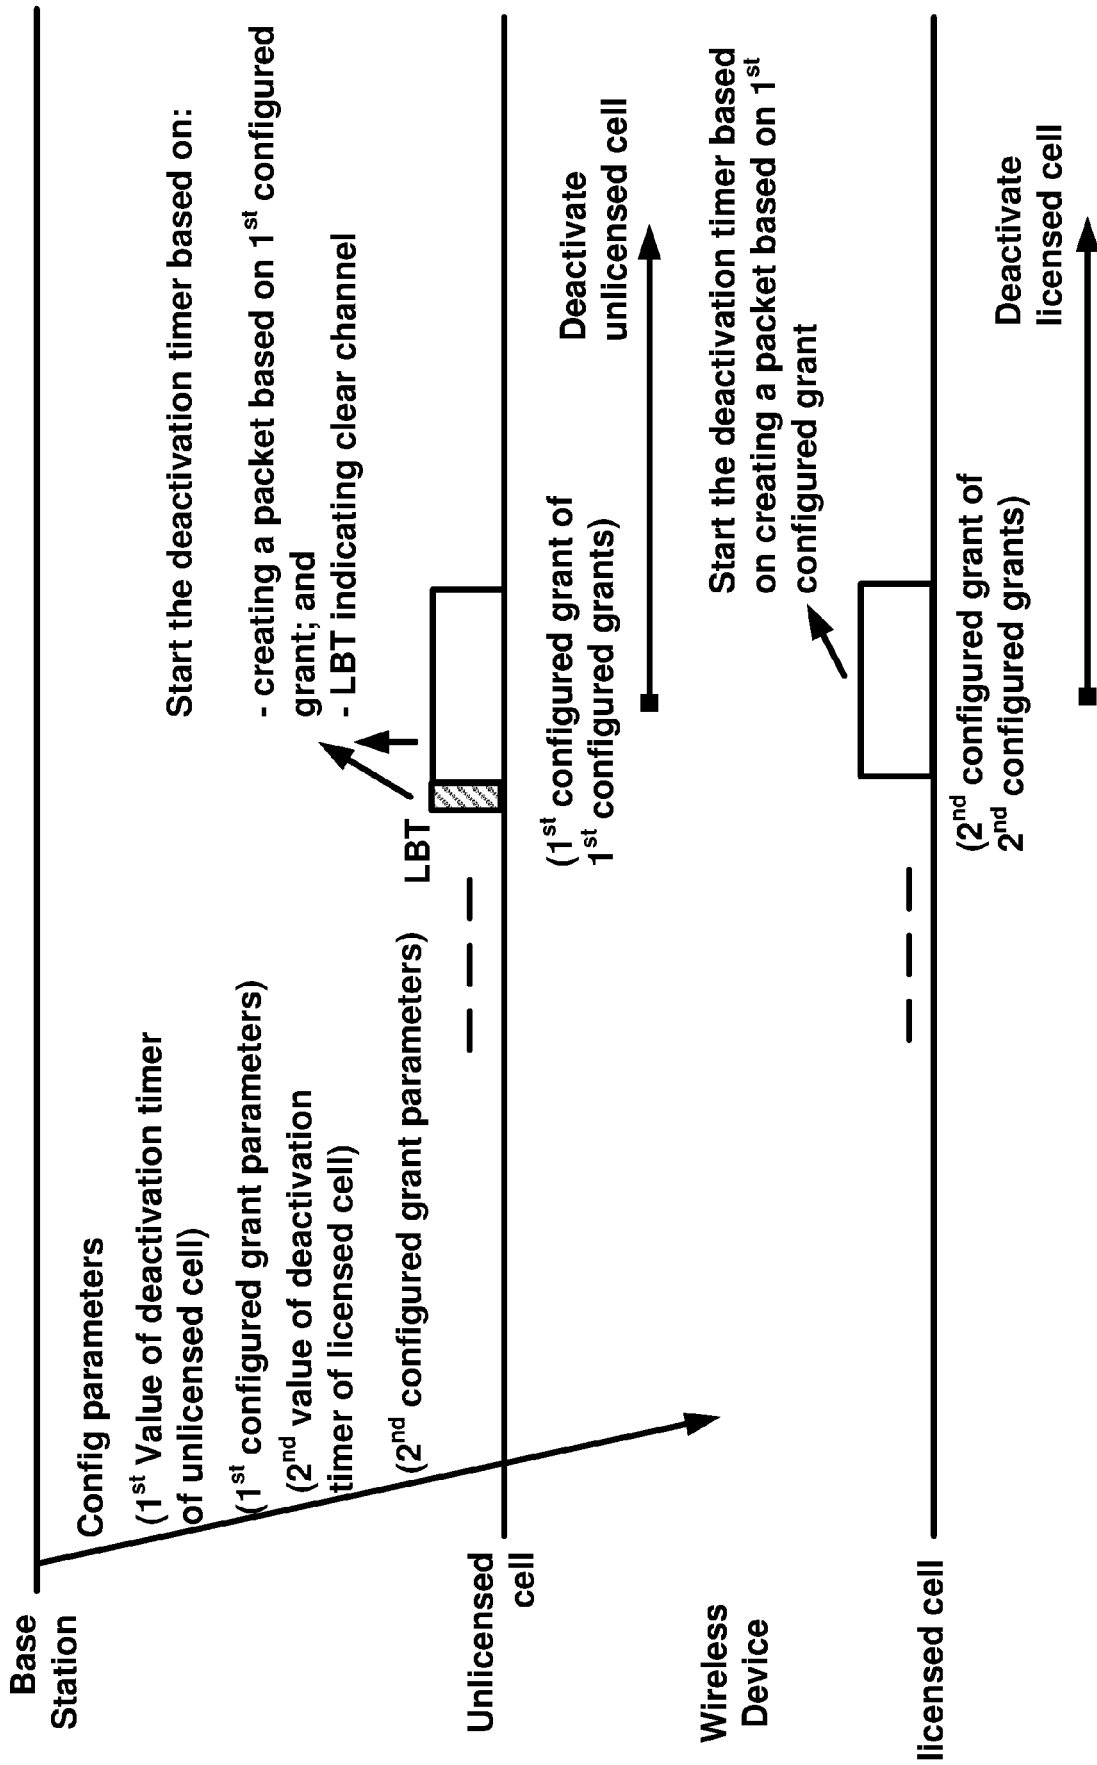 Base
Station
Config parameters
(1st Value of deactivation timer
of unlicensed cell)
(1st configured grant parameters)
(2nd value of deactivation
timer of licensed cell)
(2nd configured grant parameters)
Start the deactivation timer based on:
- creating a packet based on 1st configured
grant; and
- LBT indicating clear channel
LBT
Unlicensed
cell
(1st configured grant of
1st configured grants)
Deactivate
unlicensed cell
Wireless
Device
Start the deactivation timer based
on creating a packet based on 1st
configured grant
licensed cell
(2nd configured grant of
2nd configured grants)
Deactivate
licensed cell